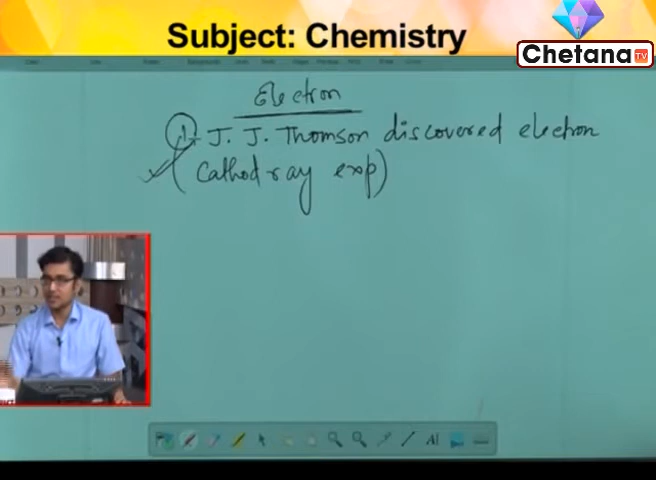 Subject: Chemistry
Chetana TV
Electron
1. J. J. Thomson discovered electron
(Cathod ray exp)
A